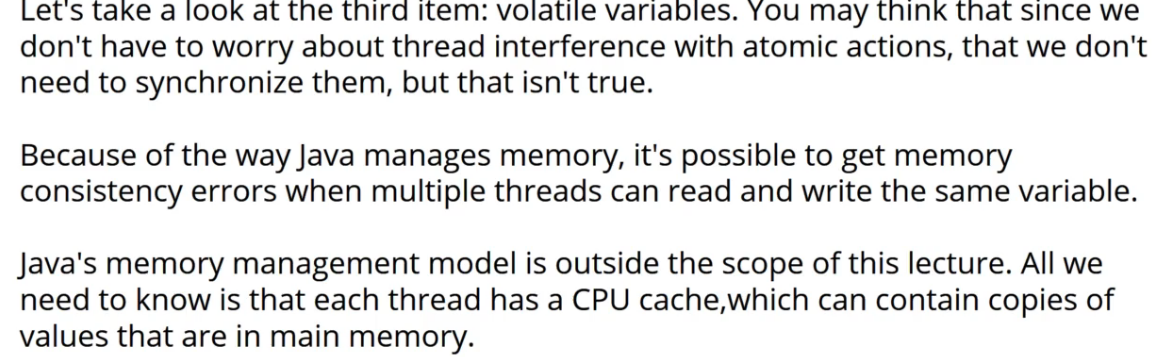 Let's take a look at the third item: volatile variables. You may think that since we
don't have to worry about thread interference with atomic actions, that we don't
need to synchronize them, but that isn't true.
Because of the way Java manages memory, it's possible to get memory
consistency errors when multiple threads can read and write the same variable.
Java's memory management model is outside the scope of this lecture. All we
need to know is that each thread has a CPU cache,which can contain copies of
values that are in main memory.